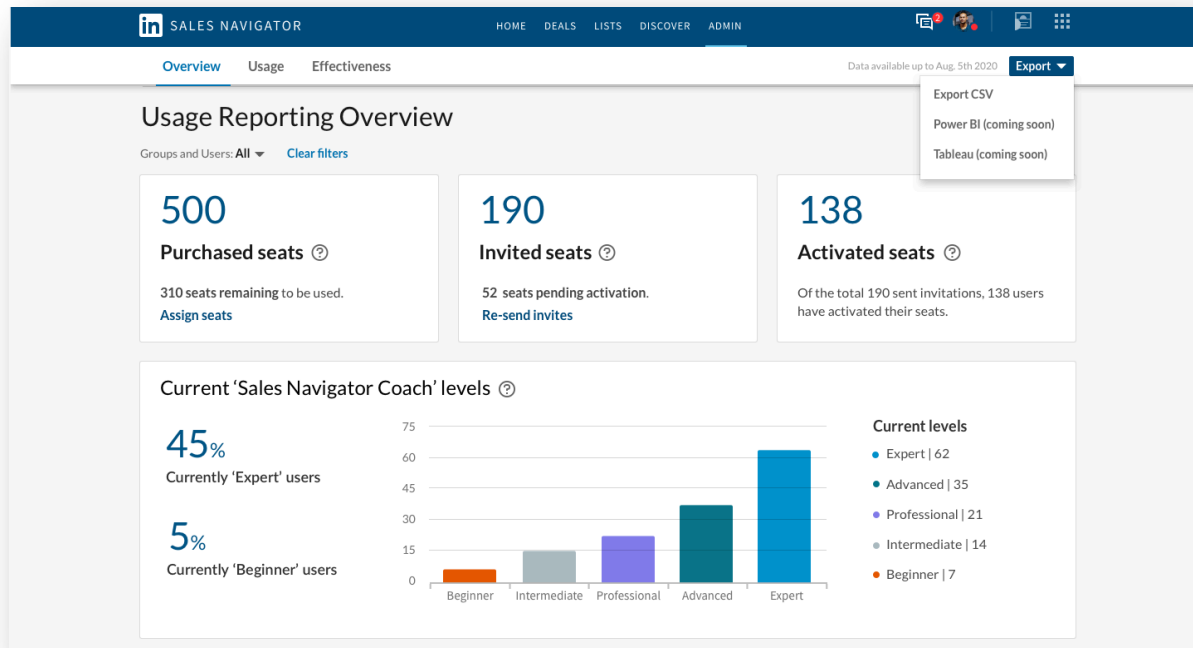 in SALES NAVIGATOR HOME DEALS LISTS DISCOVER ADMIN 2
Overview Usage Effectiveness Data available up to Aug. 5th 2020 Export
Export CSV
Power BI (coming soon)
Tableau (coming soon)
Usage Reporting Overview
Groups and Users: All Clear filters
500
Purchased seats ?
310 seats remaining to be used.
Assign seats
190
Invited seats ?
52 seats pending activation.
Re-send invites
138
Activated seats ?
Of the total 190 sent invitations, 138 users
have activated their seats.
Current ‘Sales Navigator Coach’ levels ?
45%
Currently ‘Expert’ users
5%
Currently ‘Beginner’ users
75
60
45
30
15
0
Beginner Intermediate Professional Advanced Expert
Current levels
Expert | 62
Advanced | 35
Professional | 21
Intermediate | 14
Beginner | 7